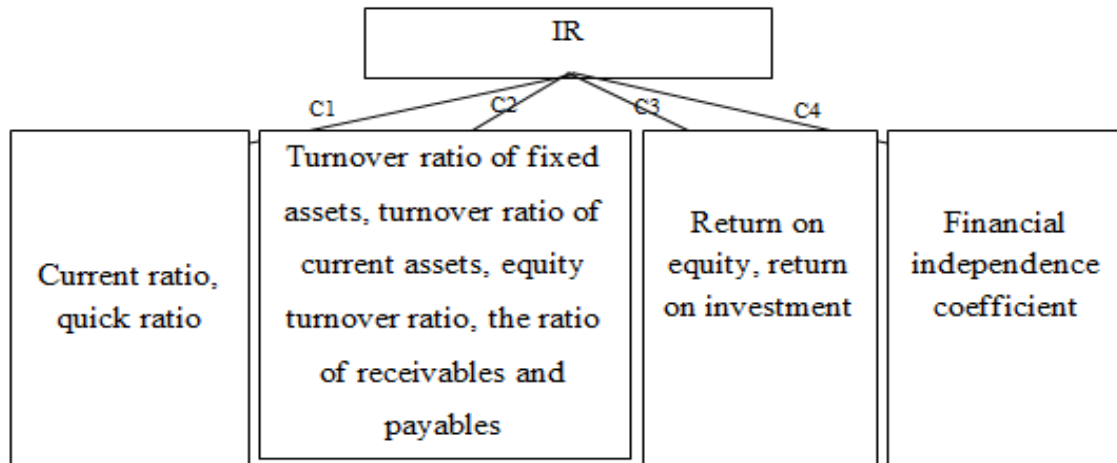 IR
C1
C2
C3
C4
Current ratio,
quick ratio
Turnover ratio of fixed
assets, turnover ratio of
current assets, equity
turnover ratio, the ratio
of receivables and
payables
Return on
equity, return
on investment
Financial
independence
coefficient